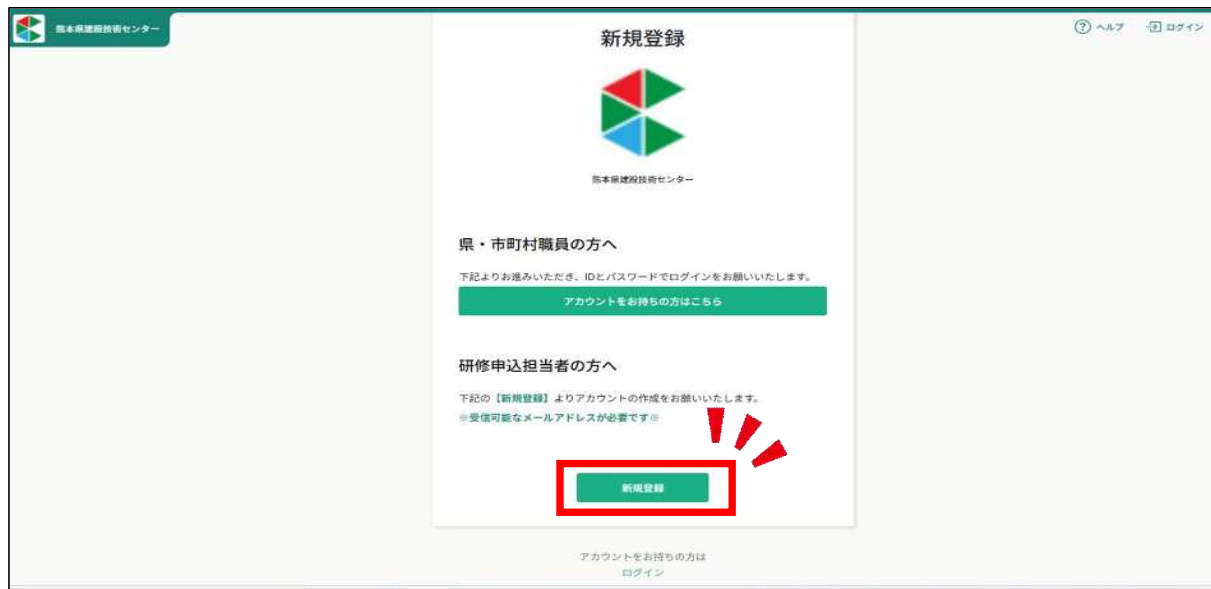 熊本県建設技術センター
ヘルプ
ログイン
新規登録
熊本県建設技術センター
県・市町村職員の方へ
下記よりお進みいただき、IDとパスワードでログインをお願いいたします。
アカウントをお持ちの方はこちら
研修申込担当者の方へ
下記の【新規登録】よりアカウントの作成をお願いいたします。
※受信可能なメールアドレスが必要です※
新規登録
アカウントをお持ちの方は
ログイン